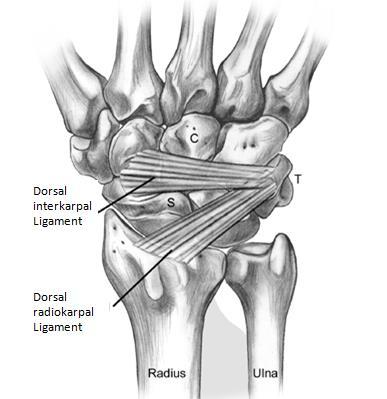 C
Dorsal
interkarpal
Ligament
T
S
Dorsal
radiokarpal
Ligament
Radius
Ulna